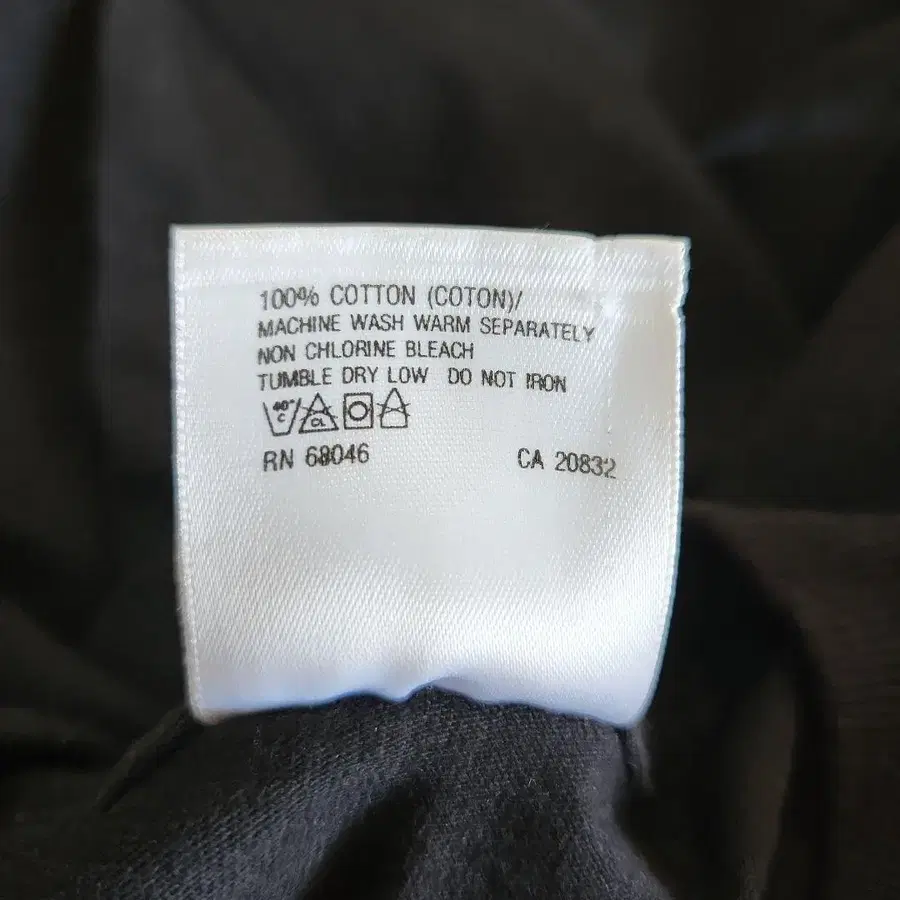 100% COTTON (COTON)/
MACHINE WASH WARM SEPARATELY
NON CHLORINE BLEACH
TUMBLE DRY LOW DO NOT IRON
40° C CL
RN 68046 CA 20832